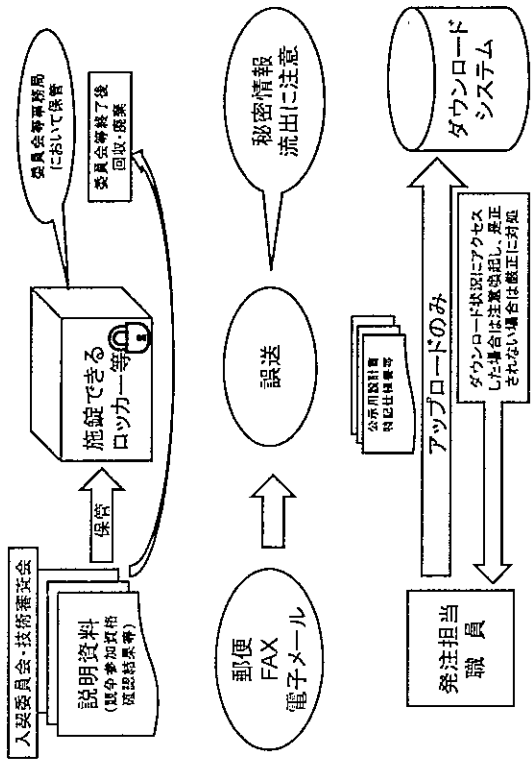 入契委員会・技術審査会
説明資料
(競争参加資格
確認結果等)
保管
施錠できる
ロッカー等
委員会等事務局
において保管
委員会等終了後
回収・廃棄
郵便
FAX
電子メール
誤送
秘密情報
流出に注意
発注担当
職員
公示用設計書
特記仕様書等
アップロードのみ
ダウンロード状況にアクセス
した場合は注意喚起し、是正
されない場合は厳正に対処
ダウンロード
システム